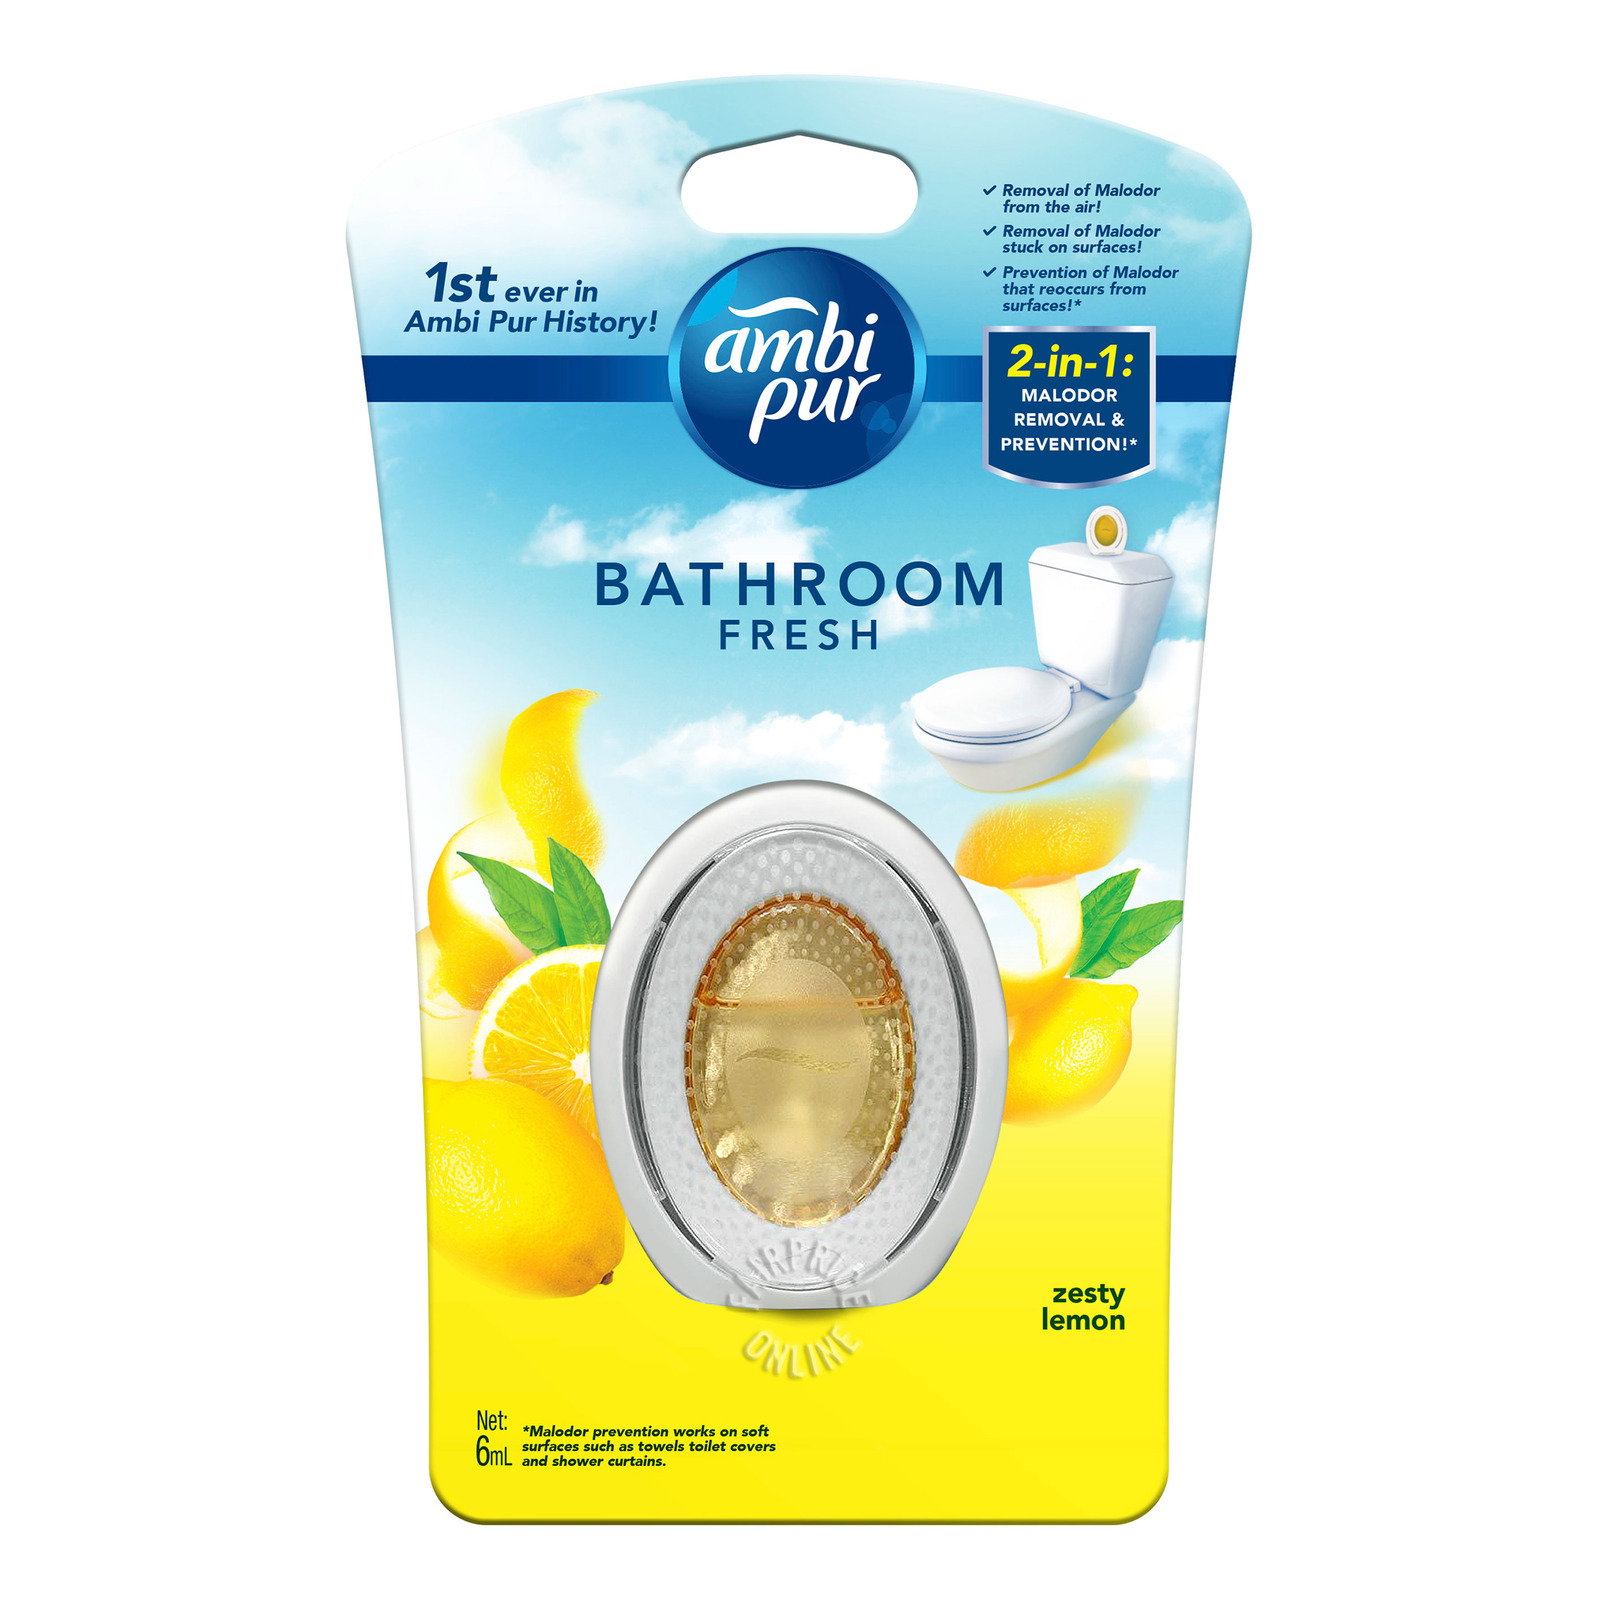 1st ever in
Ambi Pur History!
ambi
pur
✓ Removal of Malodor
from the air!
✓ Removal of Malodor
stuck on surfaces!
✓ Prevention of Malodor
that reoccurs from
surfaces!*
2-in-1:
MALODOR
REMOVAL &
PREVENTION!*
BATHROOM
FRESH
zesty
lemon
FAIRPRICE
ONLINE
Net:
6mL
*Malodor prevention works on soft
surfaces such as towels toilet covers
and shower curtains.